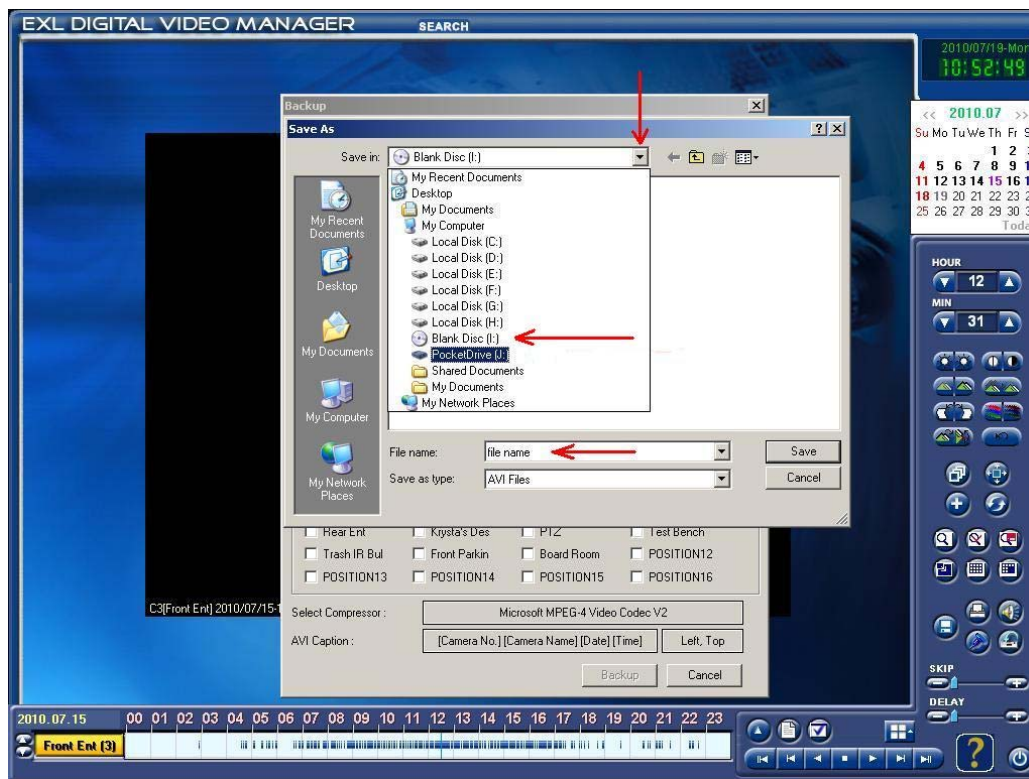 EXL DIGITAL VIDEO MANAGER SEARCH
2010/07/19-Mon
10:52:49
Backup
Save As
Save in: Blank Disc (I:)
My Recent Documents
Desktop
My Documents
My Computer
Local Disk (C:)
Local Disk (D:)
Local Disk (E:)
Local Disk (F:)
Local Disk (G:)
Local Disk (H:)
Blank Disc (I:)
PocketDrive (J:)
Shared Documents
My Documents
My Network Places
My Recent
Documents
Desktop
My Documents
My Computer
My Network
Places
File name: file name
Save as type: AVI Files
Save
Cancel
Rear Ent Krysta's Des PTZ Test Bench
Trash IR Bul Front Parkin Board Room POSITION12
POSITION13 POSITION14 POSITION15 POSITION16
Select Compressor : Microsoft MPEG-4 Video Codec V2
AVI Caption : [Camera No.] [Camera Name] [Date] [Time] Left, Top
Backup Cancel
C3[Front Ent] 2010/07/15-1
<< 2010.07 >>
Su Mo Tu We Th Fr S
1 2
4 5 6 7 8 9 1
11 12 13 14 15 16 1
18 19 20 21 22 23 2
25 26 27 28 29 30 3
Toda
HOUR
12
MIN
31
SKIP
DELAY
2010.07.15 00 01 02 03 04 05 06 07 08 09 10 11 12 13 14 15 16 17 18 19 20 21 22 23
Front Ent (3)